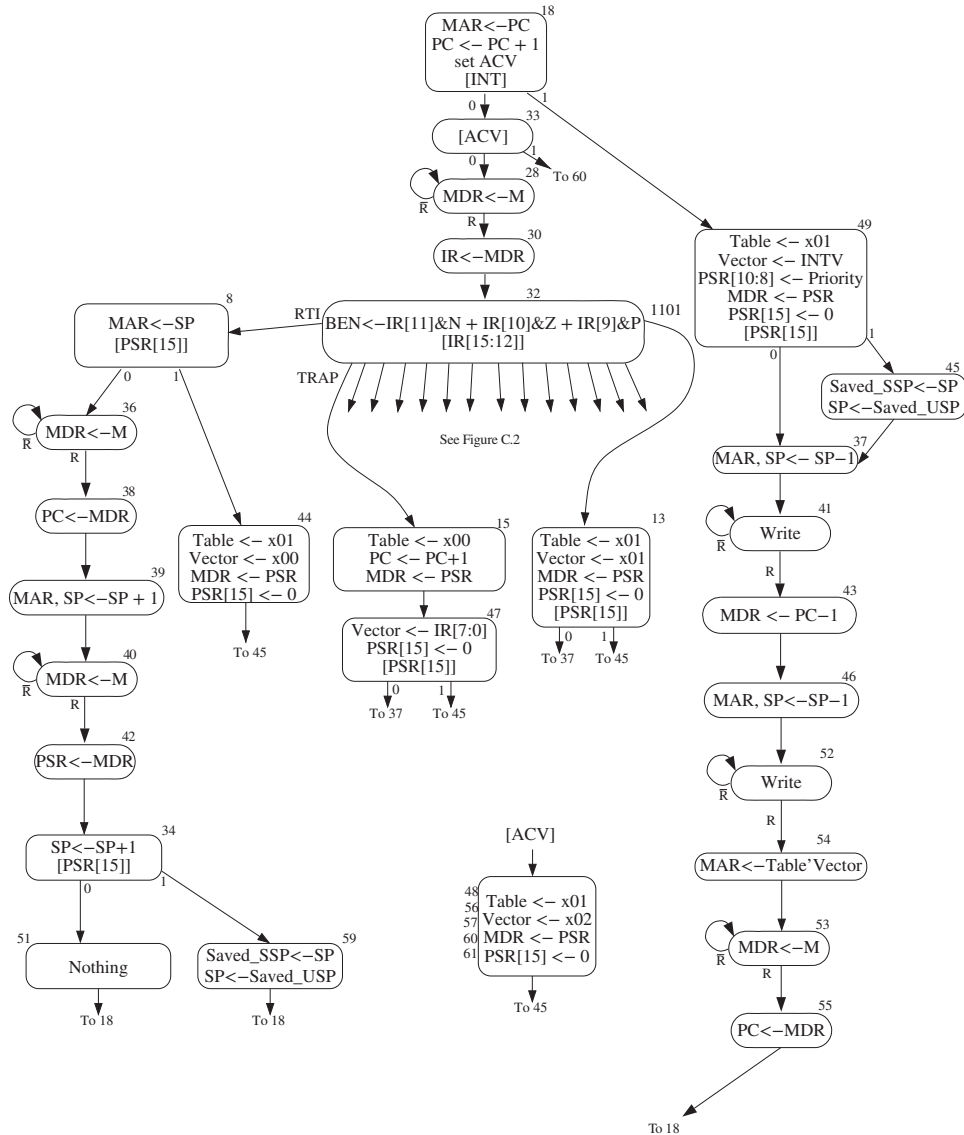 18
MAR<–PC
PC <– PC + 1
set ACV
[INT]
0
1
33
[ACV]
0
1
To 60
28
MDR<–M
R̅
R
30
IR<–MDR
32
BEN<–IR[11]&N + IR[10]&Z + IR[9]&P
[IR[15:12]]
RTI
1101
TRAP
See Figure C.2
8
MAR<–SP
[PSR[15]]
0
1
36
MDR<–M
R̅
R
38
PC<–MDR
39
MAR, SP<–SP + 1
40
MDR<–M
R̅
R
42
PSR<–MDR
34
SP<–SP+1
[PSR[15]]
0
1
51
Nothing
To 18
59
Saved_SSP<–SP
SP<–Saved_USP
To 18
44
Table <– x01
Vector <– x00
MDR <– PSR
PSR[15] <– 0
To 45
15
Table <– x00
PC <– PC+1
MDR <– PSR
47
Vector <– IR[7:0]
PSR[15] <– 0
[PSR[15]]
0
1
To 37
To 45
13
Table <– x01
Vector <– x01
MDR <– PSR
PSR[15] <– 0
[PSR[15]]
0
1
To 37
To 45
[ACV]
48
56
57
60
61
Table <– x01
Vector <– x02
MDR <– PSR
PSR[15] <– 0
To 45
49
Table <– x01
Vector <– INTV
PSR[10:8] <– Priority
MDR <– PSR
PSR[15] <– 0
[PSR[15]]
0
1
45
Saved_SSP<–SP
SP<–Saved_USP
37
MAR, SP<– SP–1
41
Write
R̅
R
43
MDR <– PC–1
46
MAR, SP<–SP–1
52
Write
R̅
R
54
MAR<–Table’Vector
53
MDR<–M
R̅
R
55
PC<–MDR
To 18